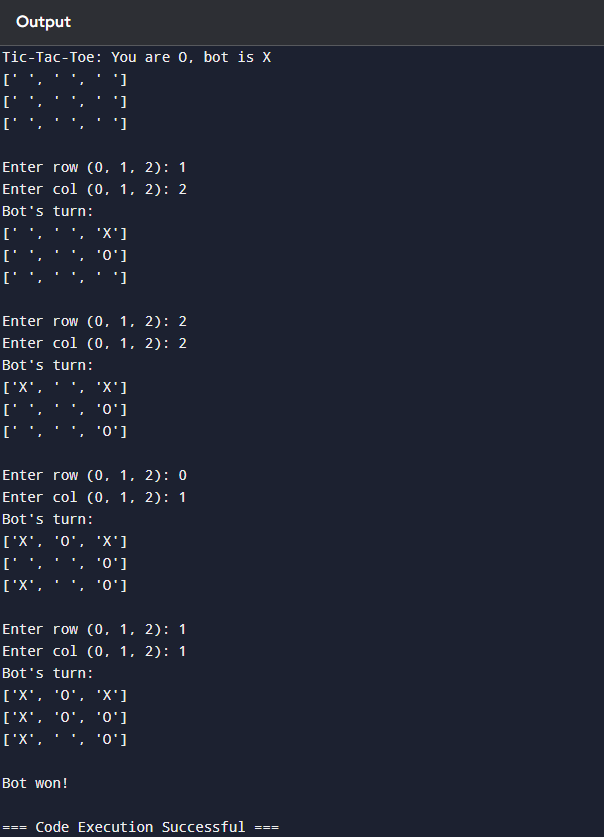 Output
Tic-Tac-Toe: You are O, bot is X
[' ', ' ', ' ']
[' ', ' ', ' ']
[' ', ' ', ' ']
Enter row (0, 1, 2): 1
Enter col (0, 1, 2): 2
Bot's turn:
[' ', ' ', 'X']
[' ', ' ', 'O']
[' ', ' ', ' ']
Enter row (0, 1, 2): 2
Enter col (0, 1, 2): 2
Bot's turn:
['X', ' ', 'X']
[' ', ' ', 'O']
[' ', ' ', 'O']
Enter row (0, 1, 2): 0
Enter col (0, 1, 2): 1
Bot's turn:
['X', 'O', 'X']
[' ', ' ', 'O']
['X', ' ', 'O']
Enter row (0, 1, 2): 1
Enter col (0, 1, 2): 1
Bot's turn:
['X', 'O', 'X']
['X', 'O', 'O']
['X', ' ', 'O']
Bot won!
=== Code Execution Successful ===